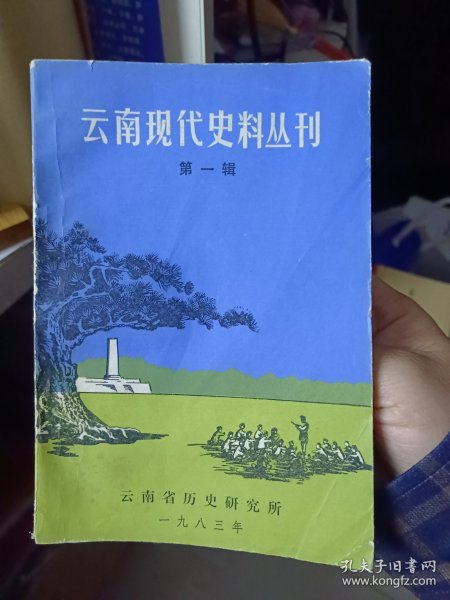 云南现代史料丛刊
第一辑
云南省历史研究所
一九八三年
孔夫子旧书网
www.kongfz.com